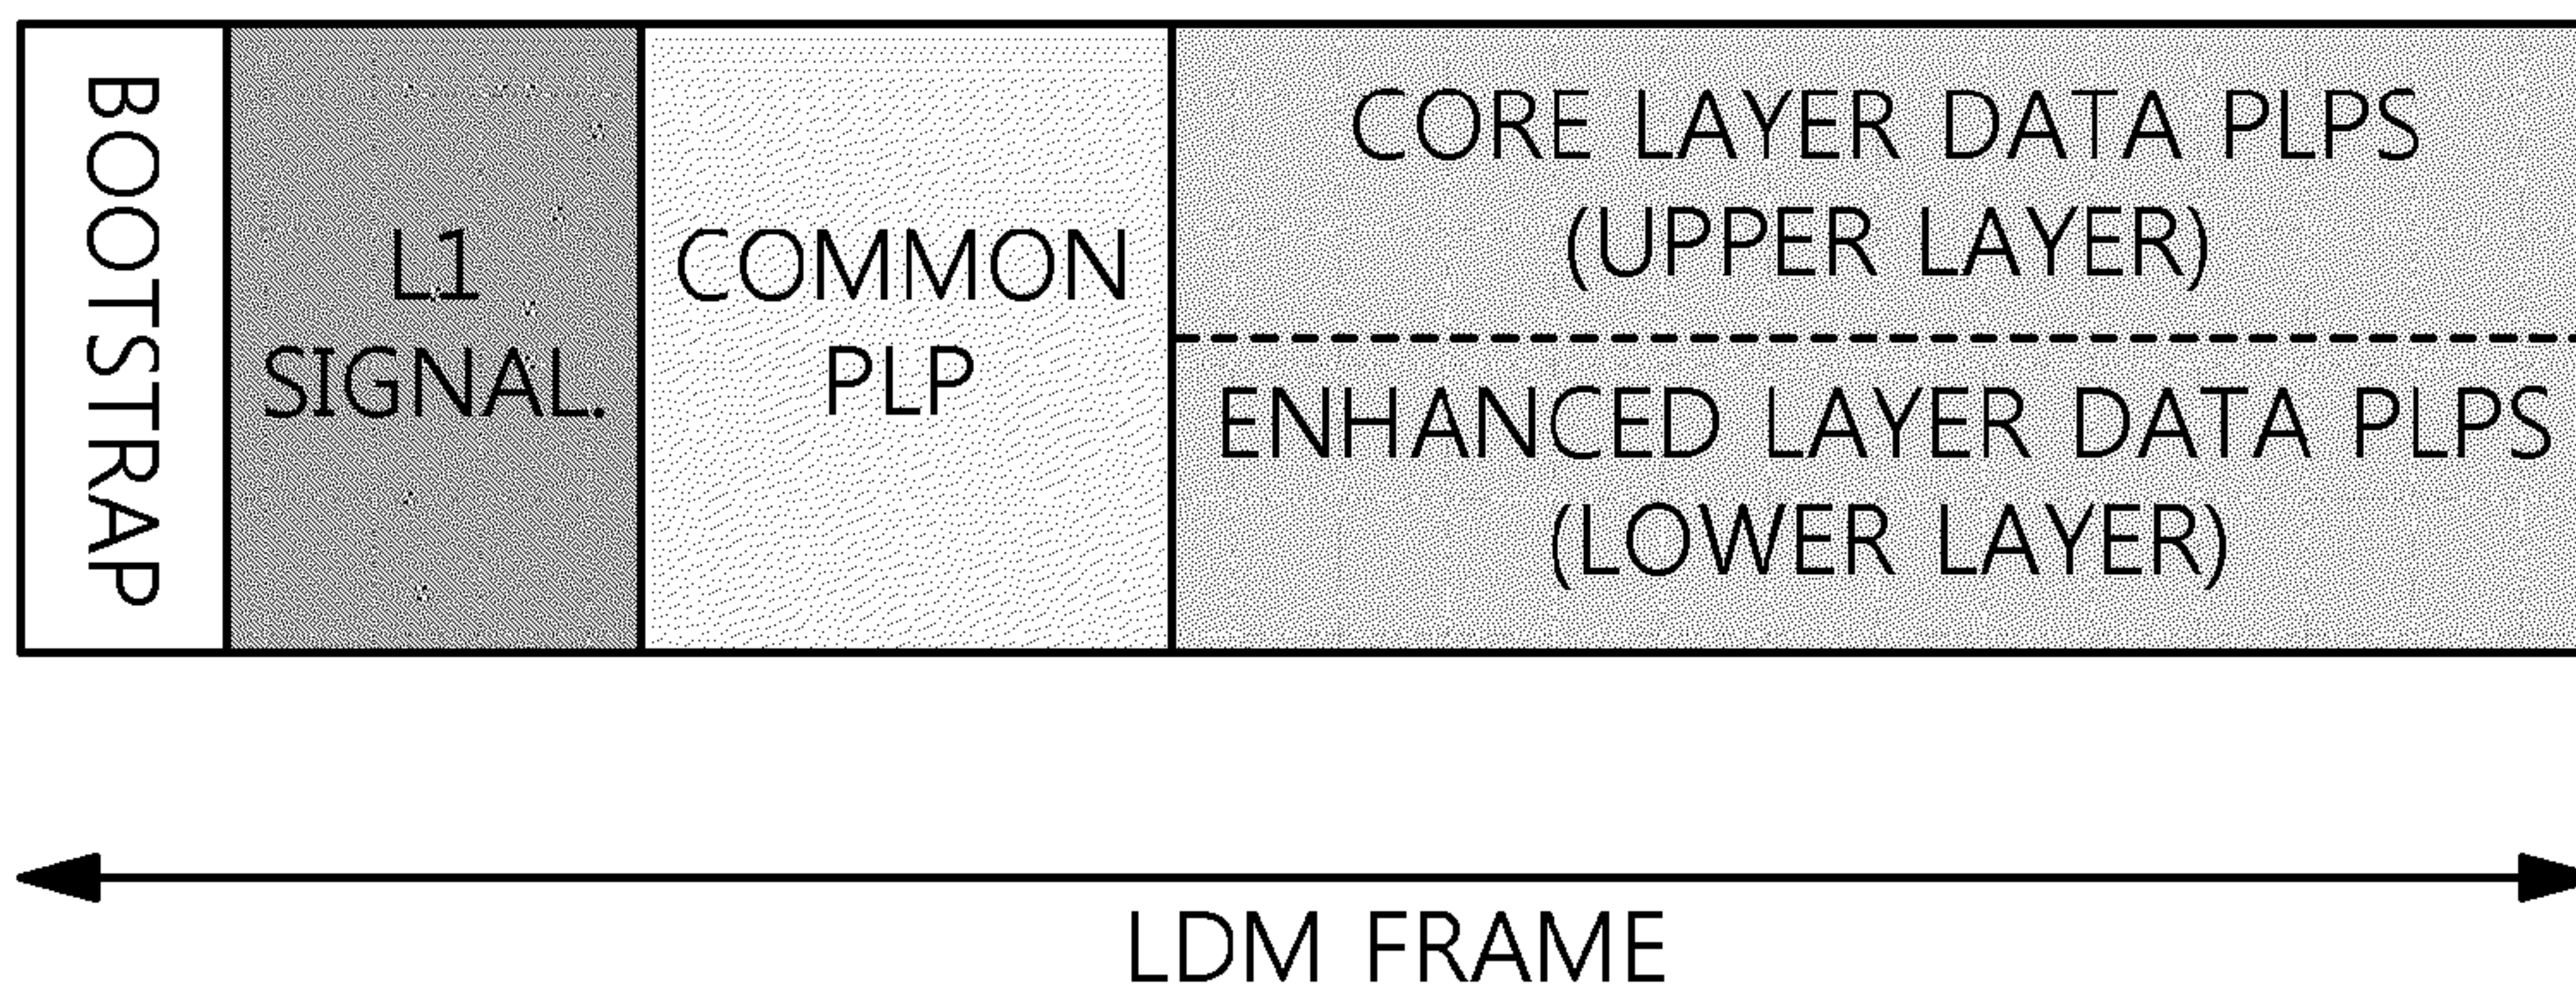 BOOTSTRAP
L1
SIGNAL.
COMMON
PLP
CORE LAYER DATA PLPS
(UPPER LAYER)
ENHANCED LAYER DATA PLPS
(LOWER LAYER)
LDM FRAME